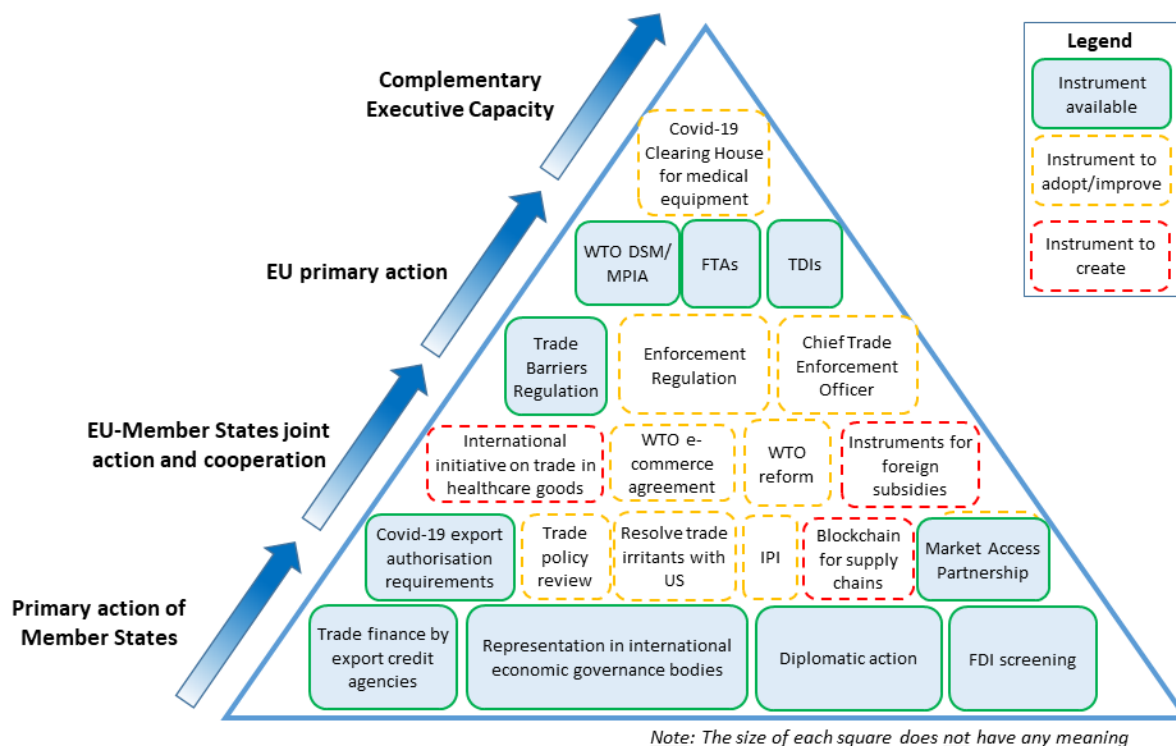 Complementary
Executive Capacity
EU primary action
EU-Member States joint
action and cooperation
Primary action of
Member States
Covid-19
Clearing House
for medical
equipment
WTO DSM/
MPIA
FTAs
TDIs
Trade
Barriers
Regulation
Enforcement
Regulation
Chief Trade
Enforcement
Officer
International
initiative on trade in
healthcare goods
WTO e-
commerce
agreement
WTO
reform
Instruments for
foreign
subsidies
Covid-19 export
authorisation
requirements
Trade
policy
review
Resolve trade
irritants with
US
IPI
Blockchain
for supply
chains
Market Access
Partnership
Trade finance by
export credit
agencies
Representation in international
economic governance bodies
Diplomatic action
FDI screening
Legend
Instrument
available
Instrument to
adopt/improve
Instrument to
create
Note: The size of each square does not have any meaning